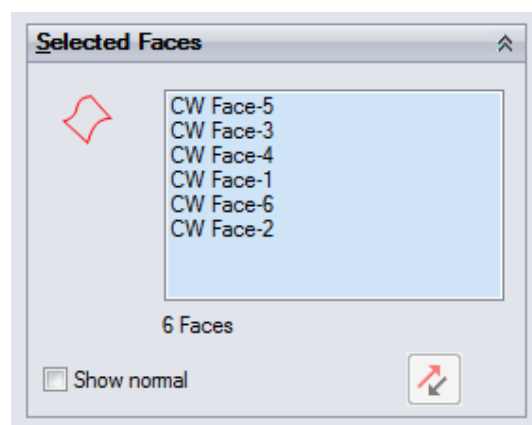 Selected Faces
CW Face-5
CW Face-3
CW Face-4
CW Face-1
CW Face-6
CW Face-2
6 Faces
Show normal